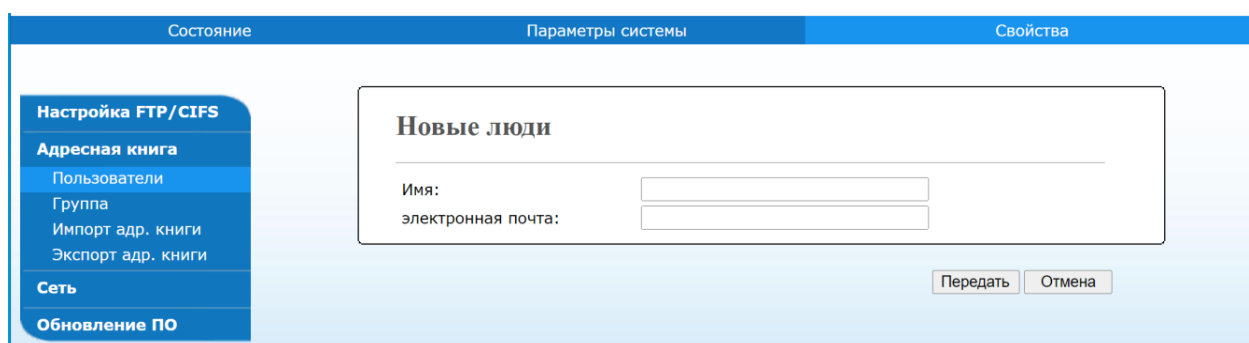 Состояние Параметры системы Свойства
Настройка FTP/CIFS
Адресная книга
Пользователи
Группа
Импорт адр. книги
Экспорт адр. книги
Сеть
Обновление ПО
Новые люди
Имя:
электронная почта:
Передать Отмена